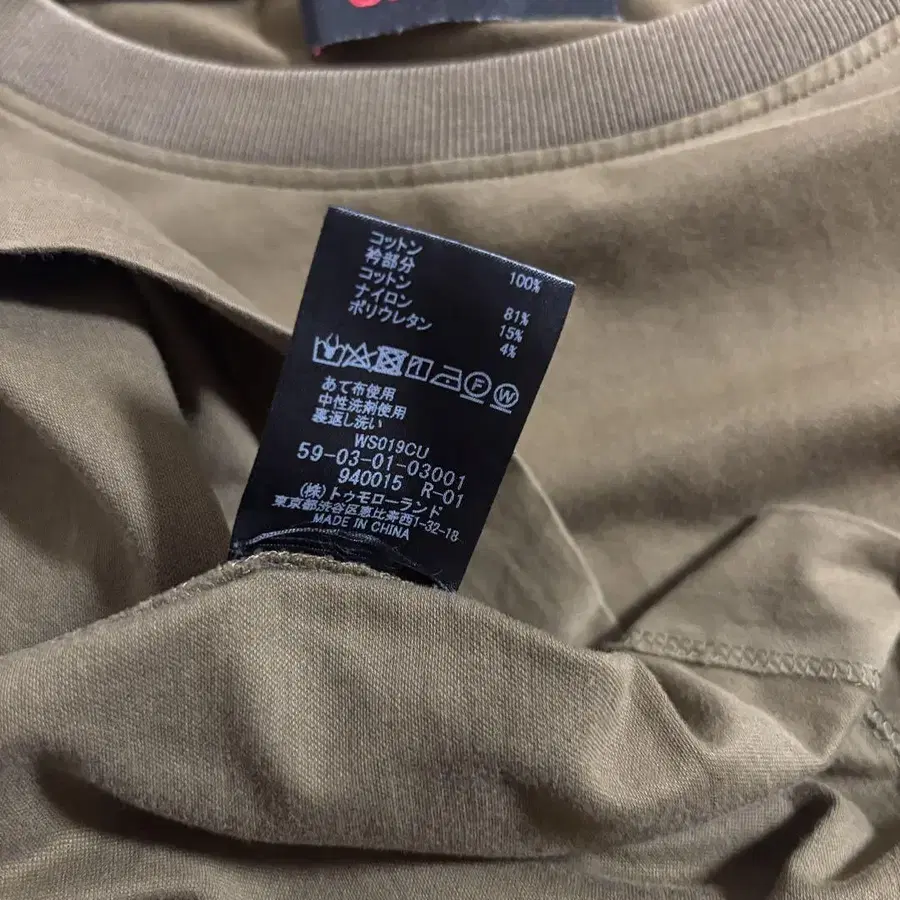 コットン 100%
衿部分
コットン 81%
ナイロン 15%
ポリウレタン 4%
F W
あて布使用
中性洗剤使用
裏返し洗い
WS019CU
59-03-01-03001
940015 R-01
(株)トゥモローランド
東京都渋谷区恵比寿西1-32-18
MADE IN CHINA